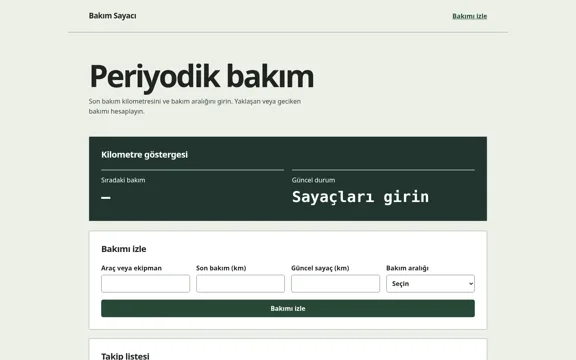 Bakım Sayacı
Bakımı izle
Periyodik bakım
Son bakım kilometresini ve bakım aralığını girin. Yaklaşan veya geciken
bakımı hesaplayın.
Kilometre göstergesi
Sıradaki bakım
—
Güncel durum
Sayaçları girin
Bakımı izle
Araç veya ekipman
Son bakım (km)
Güncel sayaç (km)
Bakım aralığı
Seçin
Bakımı izle
Takip listesi